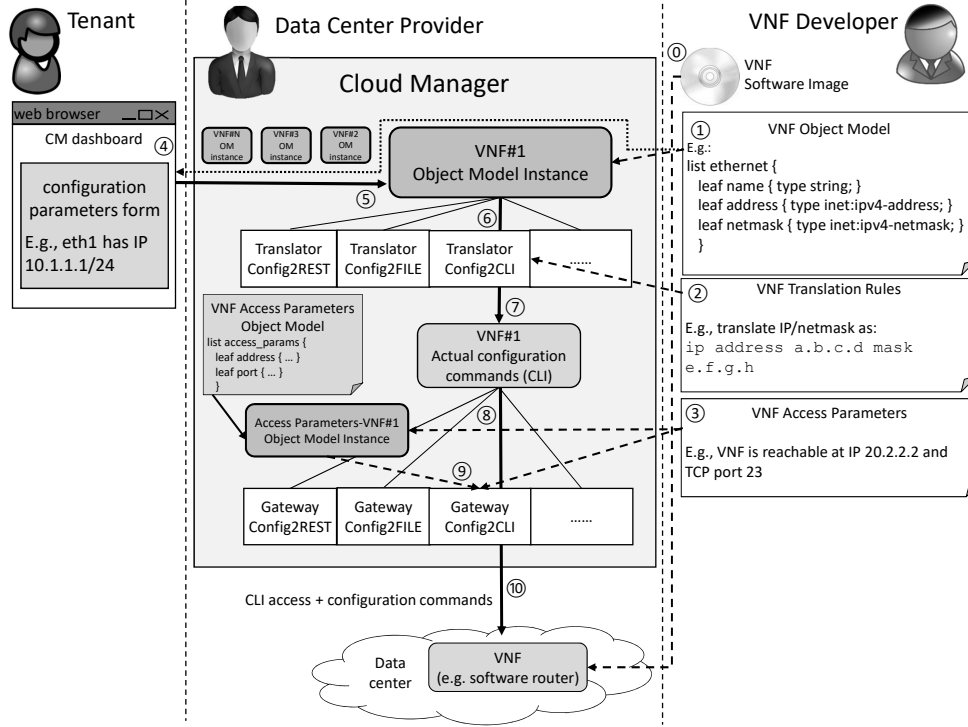 Tenant
Data Center Provider
VNF Developer
Cloud Manager
⓪
VNF
Software Image
web browser
CM dashboard
④
configuration
parameters form
E.g., eth1 has IP
10.1.1.1/24
VNF#N
OM
instance
VNF#3
OM
instance
VNF#2
OM
instance
VNF#1
Object Model Instance
⑤
⑥
① VNF Object Model
E.g.:
list ethernet {
leaf name { type string; }
leaf address { type inet:ipv4-address; }
leaf netmask { type inet:ipv4-netmask; }
}
Translator
Config2REST
Translator
Config2FILE
Translator
Config2CLI
......
② VNF Translation Rules
E.g., translate IP/netmask as:
ip address a.b.c.d mask
e.f.g.h
⑦
VNF Access Parameters
Object Model
list access_params {
leaf address { ... }
leaf port { ... }
}
VNF#1
Actual configuration
commands (CLI)
⑧
③ VNF Access Parameters
E.g., VNF is reachable at IP 20.2.2.2 and
TCP port 23
Access Parameters-VNF#1
Object Model Instance
⑨
Gateway
Config2REST
Gateway
Config2FILE
Gateway
Config2CLI
......
⑩
CLI access + configuration commands
Data
center
VNF
(e.g. software router)